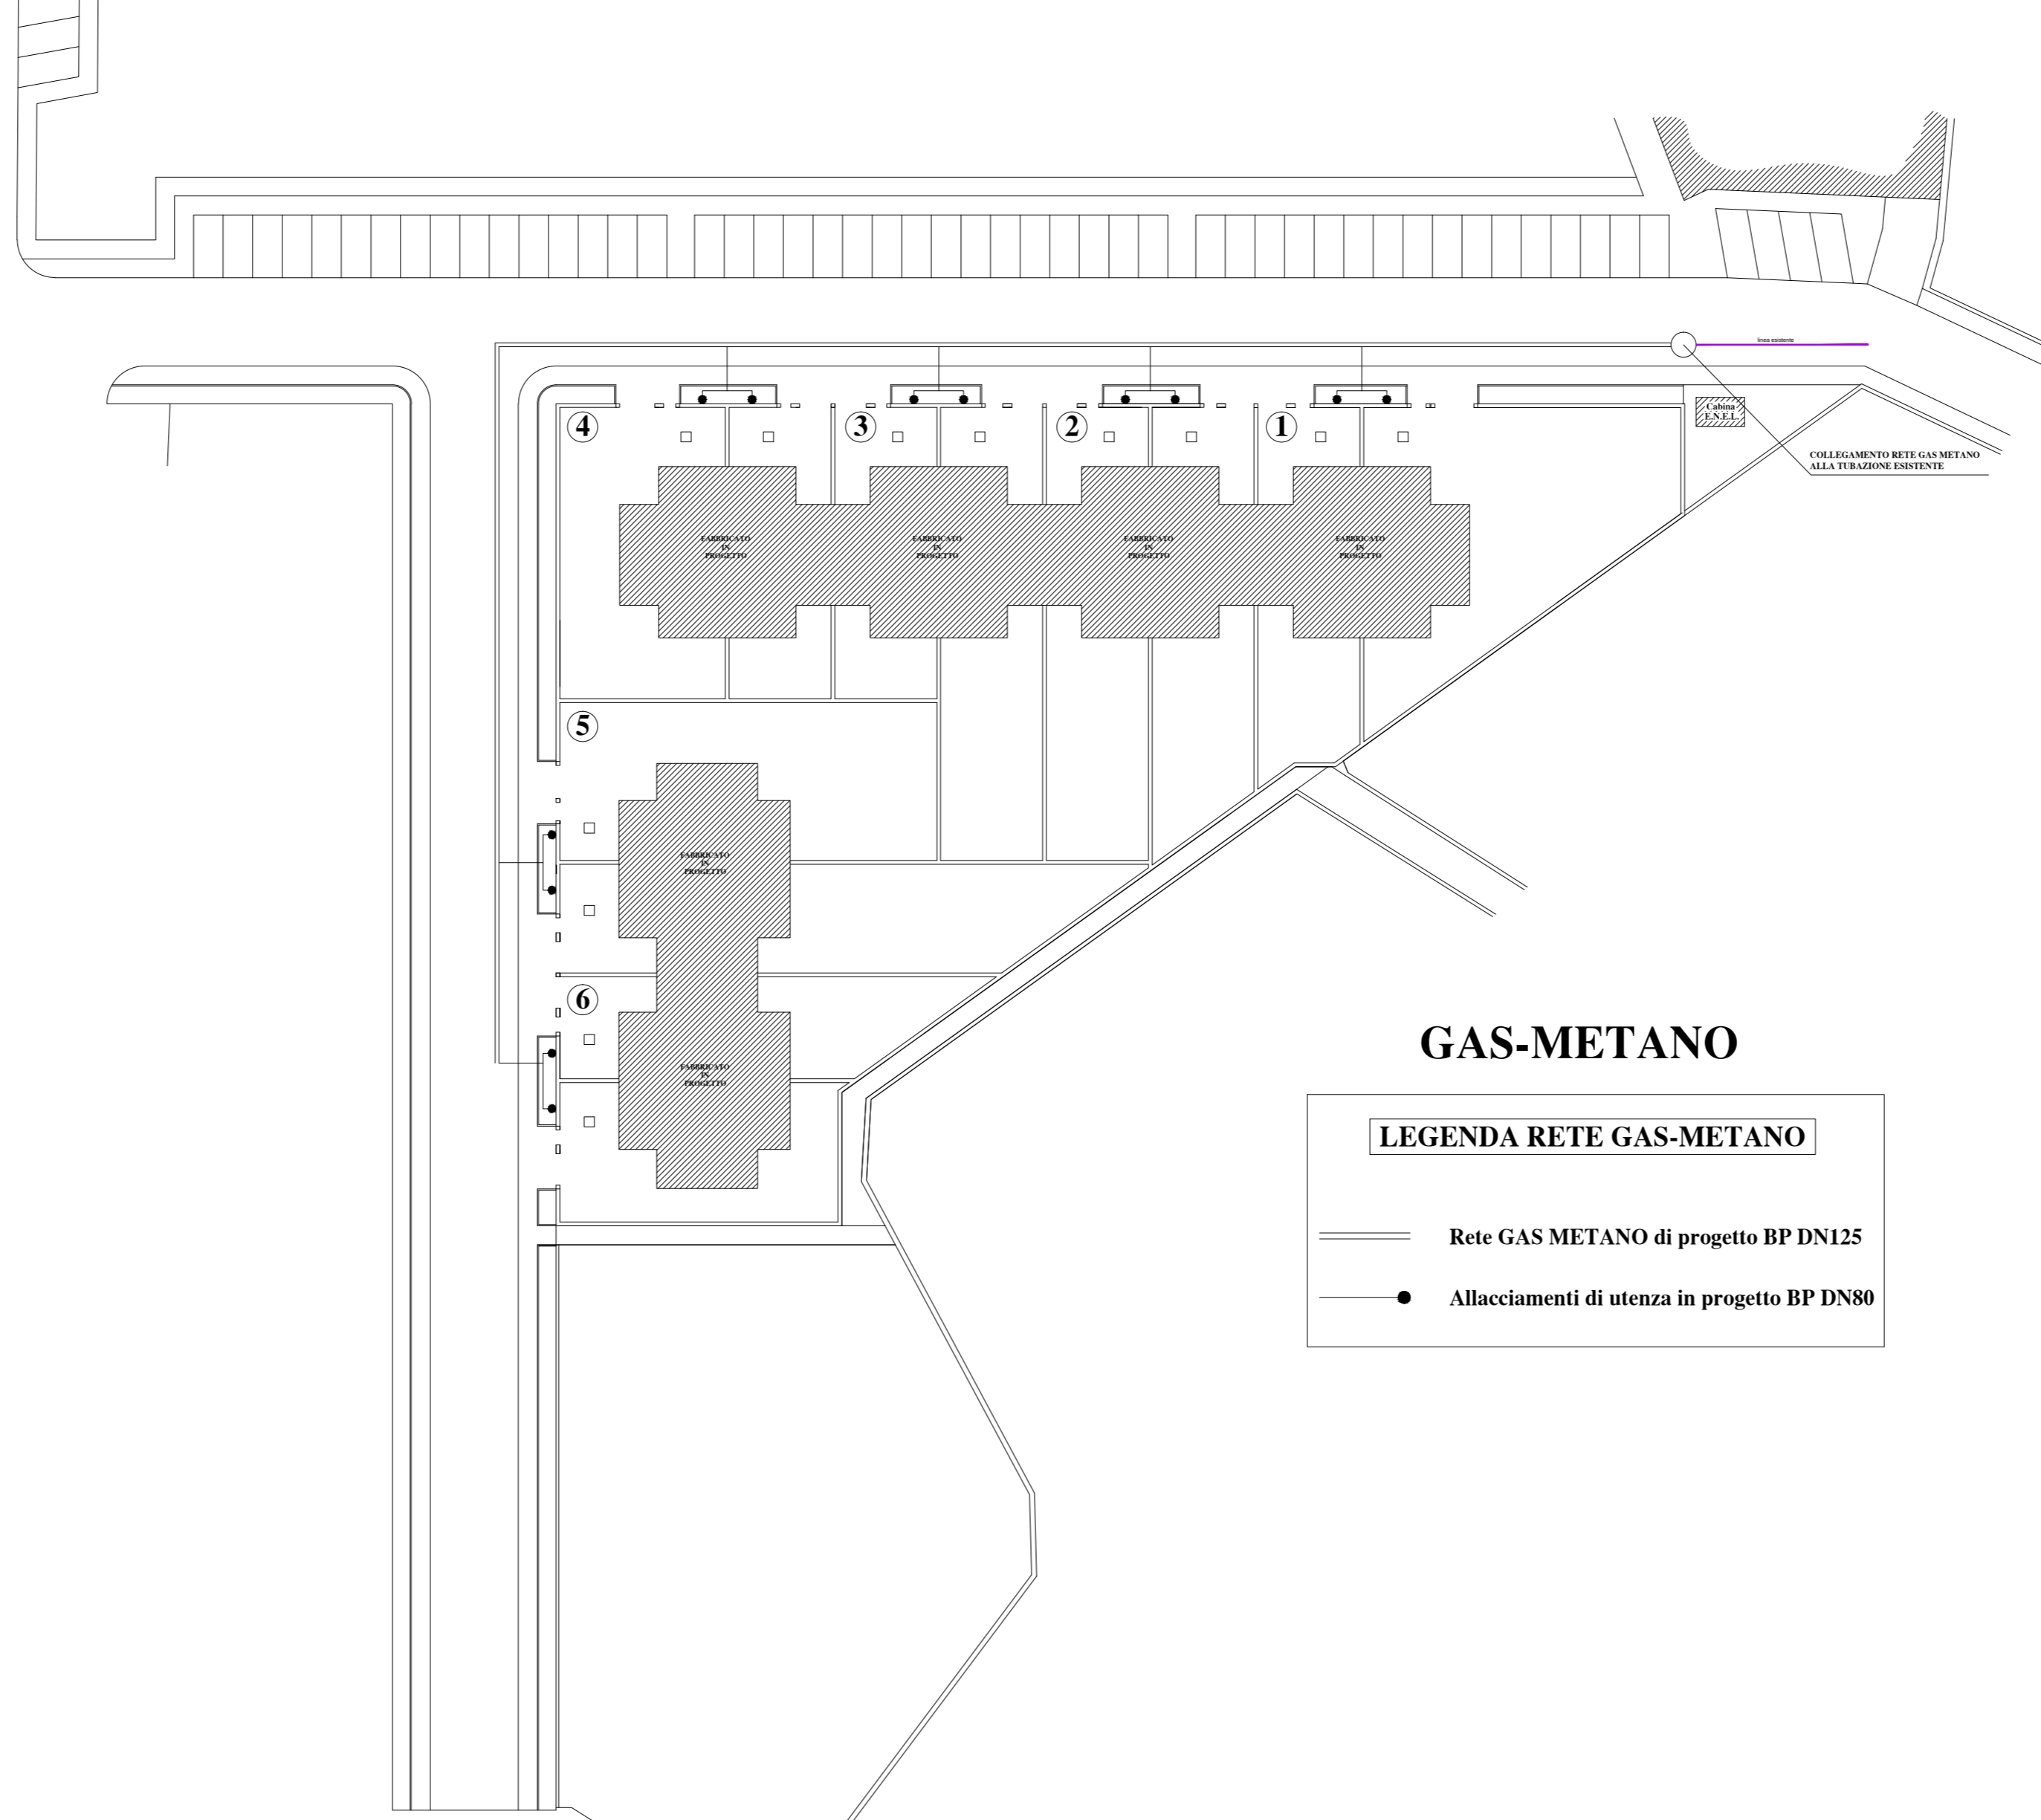 linea esistente
Cabina
E.N.E.L.
COLLEGAMENTO RETE GAS METANO
ALLA TUBAZIONE ESISTENTE
4
3
2
1
FABBRICATO
IN
PROGETTO
FABBRICATO
IN
PROGETTO
FABBRICATO
IN
PROGETTO
FABBRICATO
IN
PROGETTO
5
FABBRICATO
IN
PROGETTO
6
FABBRICATO
IN
PROGETTO
GAS-METANO
LEGENDA RETE GAS-METANO
Rete GAS METANO di progetto BP DN125
Allacciamenti di utenza in progetto BP DN80